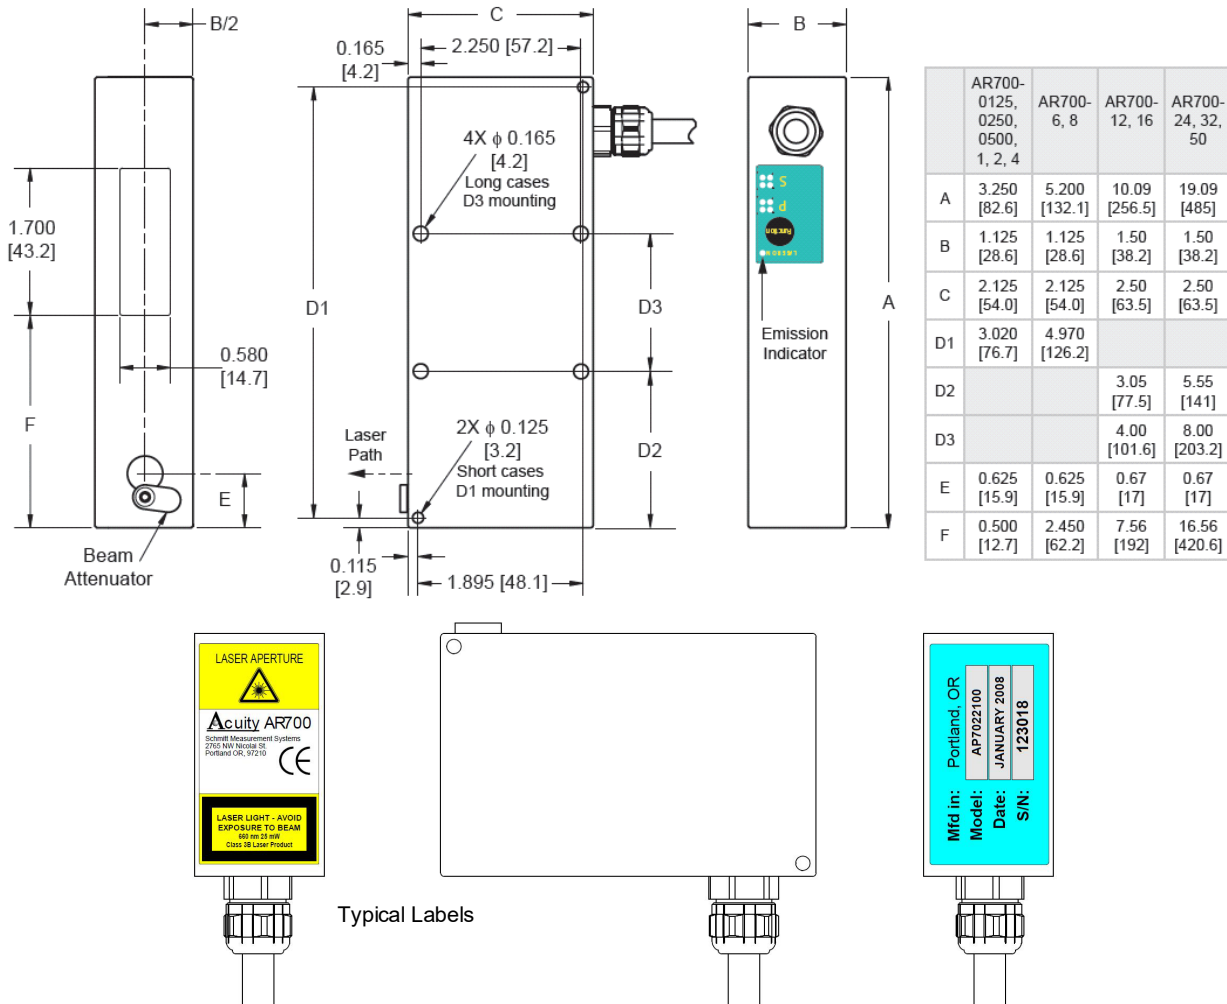 B/2
C
B
0.165
[4.2]
2.250 [57.2]
4X ϕ 0.165
[4.2]
Long cases
D3 mounting
1.700
[43.2]
D1
D3
A
S
P
Function
Emission
Indicator
0.580
[14.7]
F
E
Laser
Path
2X ϕ 0.125
[3.2]
Short cases
D1 mounting
D2
Beam
Attenuator
0.115
[2.9]
1.895 [48.1]
AR700-0125, 0250, 0500, 1, 2, 4 AR700-6, 8 AR700-12, 16 AR700-24, 32, 50
A 3.250 [82.6] 5.200 [132.1] 10.09 [256.5] 19.09 [485]
B 1.125 [28.6] 1.125 [28.6] 1.50 [38.2] 1.50 [38.2]
C 2.125 [54.0] 2.125 [54.0] 2.50 [63.5] 2.50 [63.5]
D1 3.020 [76.7] 4.970 [126.2]
D2 3.05 [77.5] 5.55 [141]
D3 4.00 [101.6] 8.00 [203.2]
E 0.625 [15.9] 0.625 [15.9] 0.67 [17] 0.67 [17]
F 0.500 [12.7] 2.450 [62.2] 7.56 [192] 16.56 [420.6]
LASER APERTURE
Acuity AR700
Schmitt Measurement Systems
2765 NW Nicolai St.
Portland OR, 97210
CE
LASER LIGHT - AVOID
EXPOSURE TO BEAM
660 nm 25 mW
Class 3B Laser Product
Typical Labels
Mfd in: Portland, OR
Model: AP7022100
Date: JANUARY 2008
S/N: 123018